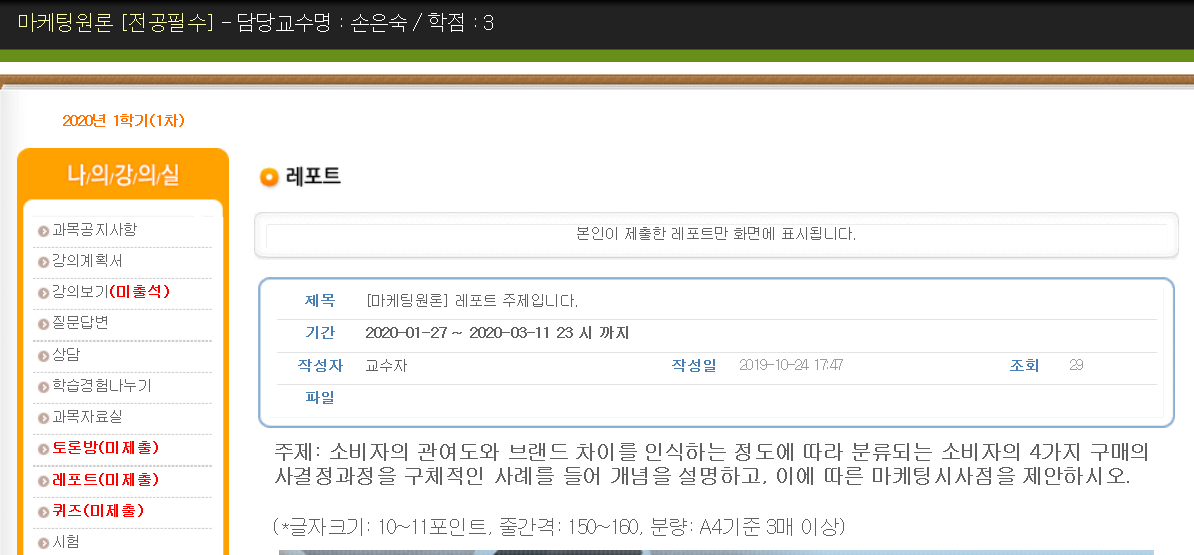 마케팅원론 [전공필수] - 담당교수명 : 손은숙 / 학점 : 3
2020년 1학기(1차)
나/의/강/의/실
과목공지사항
강의계획서
강의보기(미출석)
질문답변
상담
학습경험나누기
과목자료실
토론방(미제출)
레포트(미제출)
퀴즈(미제출)
시험
레포트
본인이 제출한 레포트만 화면에 표시됩니다.
제목 [마케팅원론] 레포트 주제입니다.
기간 2020-01-27 ~ 2020-03-11 23 시 까지
작성자 교수자 작성일 2019-10-24 17:47 조회 29
파일
주제: 소비자의 관여도와 브랜드 차이를 인식하는 정도에 따라 분류되는 소비자의 4가지 구매의
사결정과정을 구체적인 사례를 들어 개념을 설명하고, 이에 따른 마케팅시사점을 제안하시오.
(*글자크기: 10~11포인트, 줄간격: 150~160, 분량: A4기준 3매 이상)